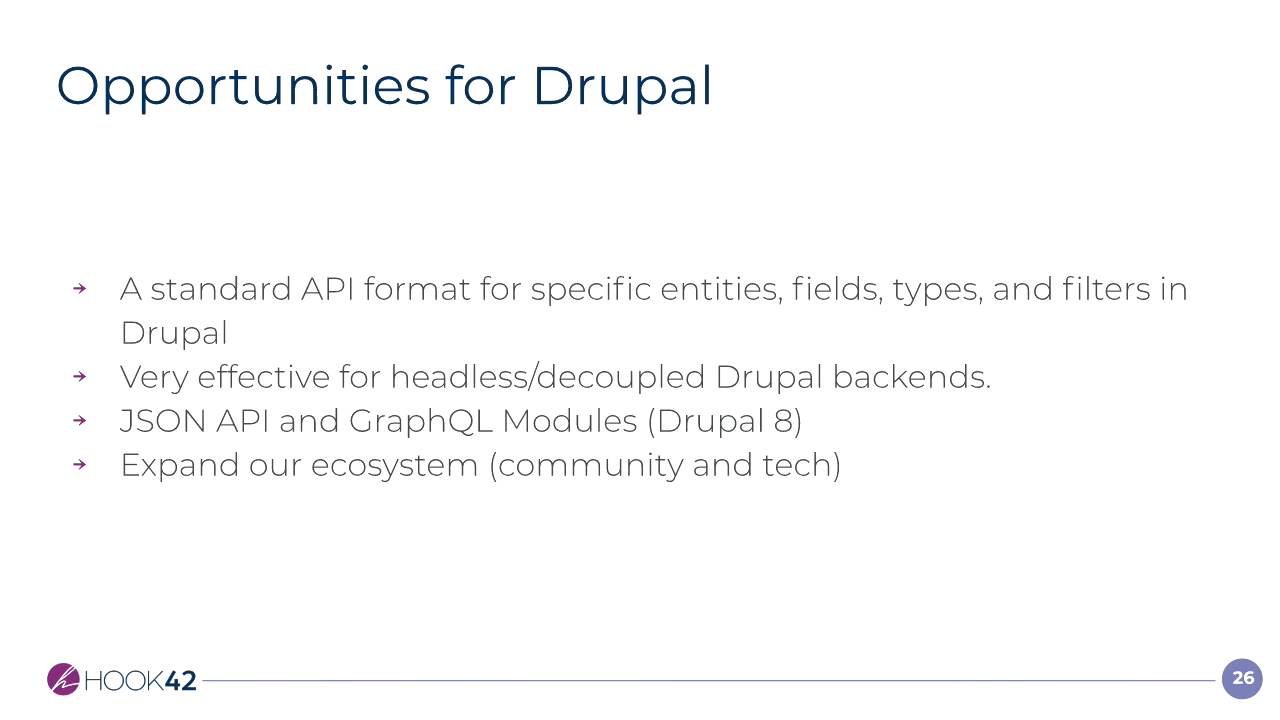 Opportunities for Drupal
→ A standard API format for specific entities, fields, types, and filters in
Drupal
→ Very effective for headless/decoupled Drupal backends.
→ JSON API and GraphQL Modules (Drupal 8)
→ Expand our ecosystem (community and tech)
HOOK42
26